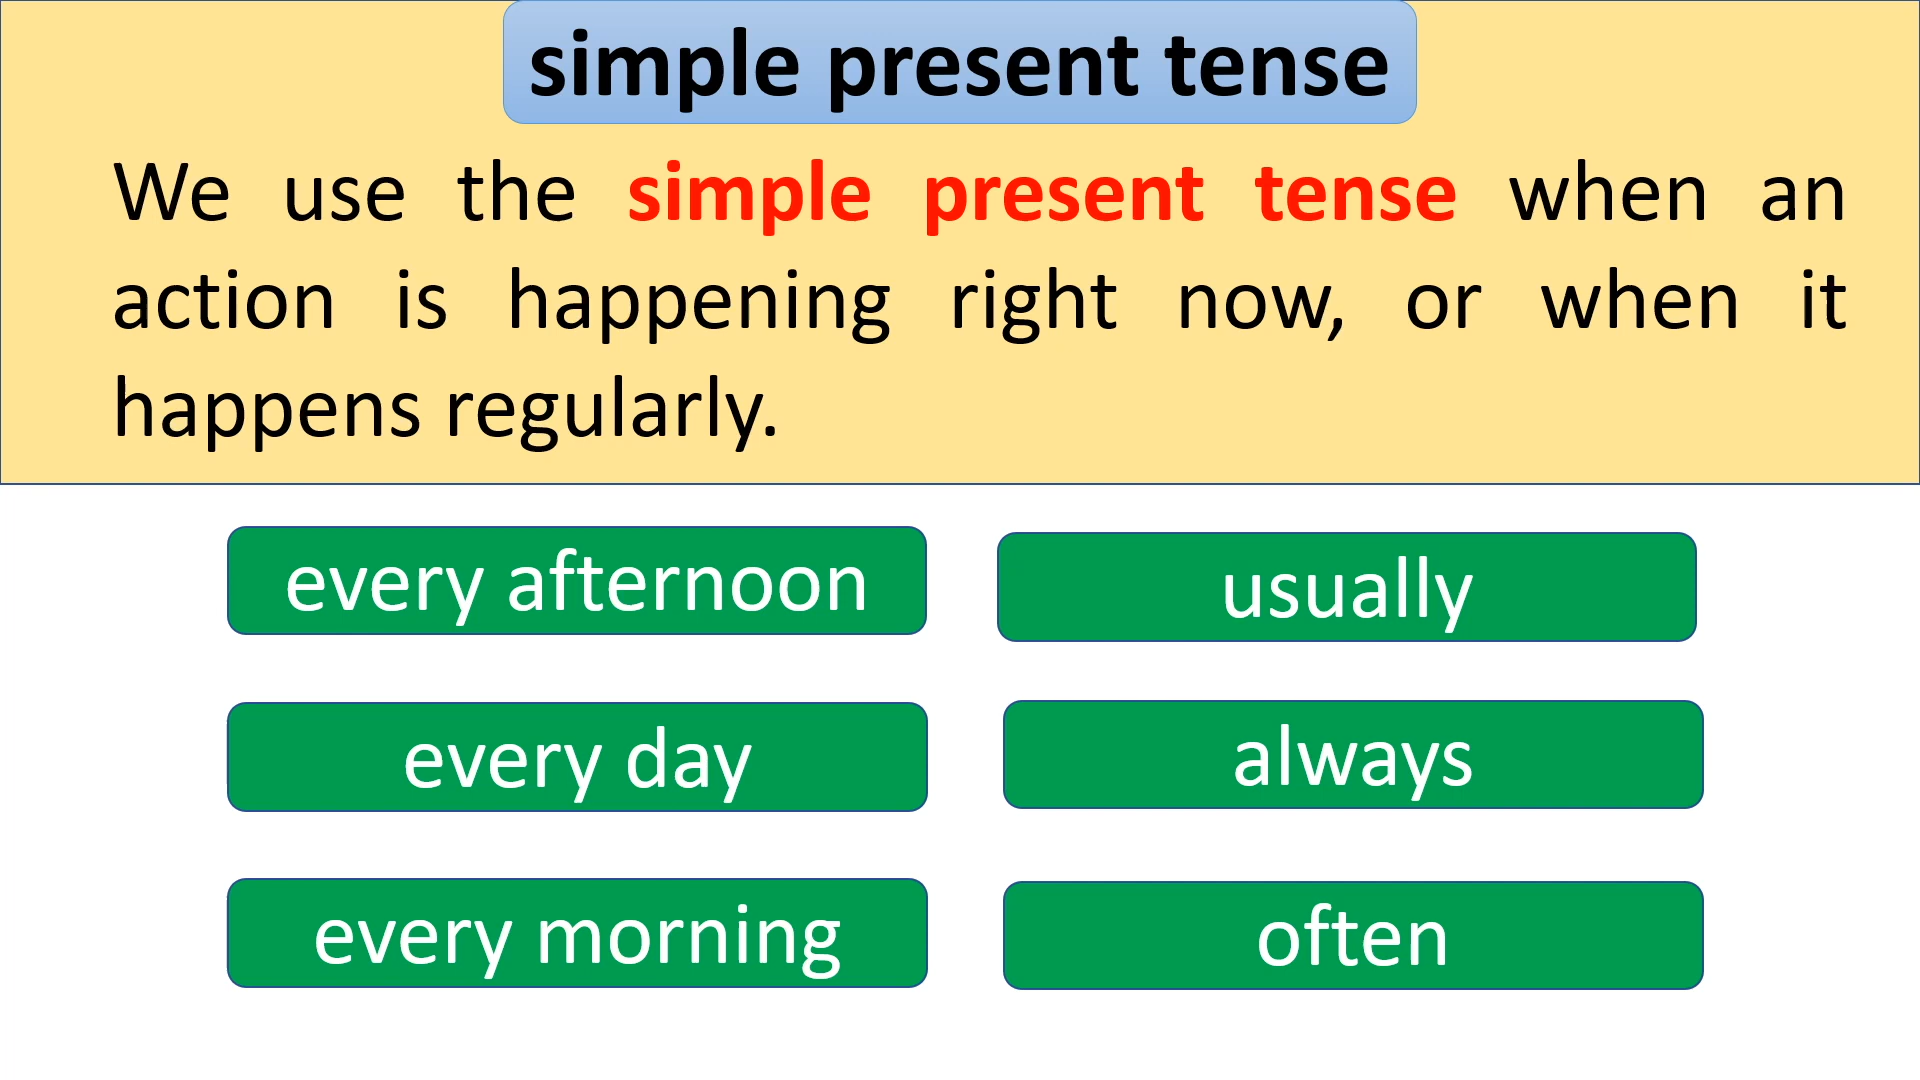 simple present tense
We use the simple present tense when an
action is happening right now, or when it
happens regularly.
every afternoon
usually
every day
always
every morning
often